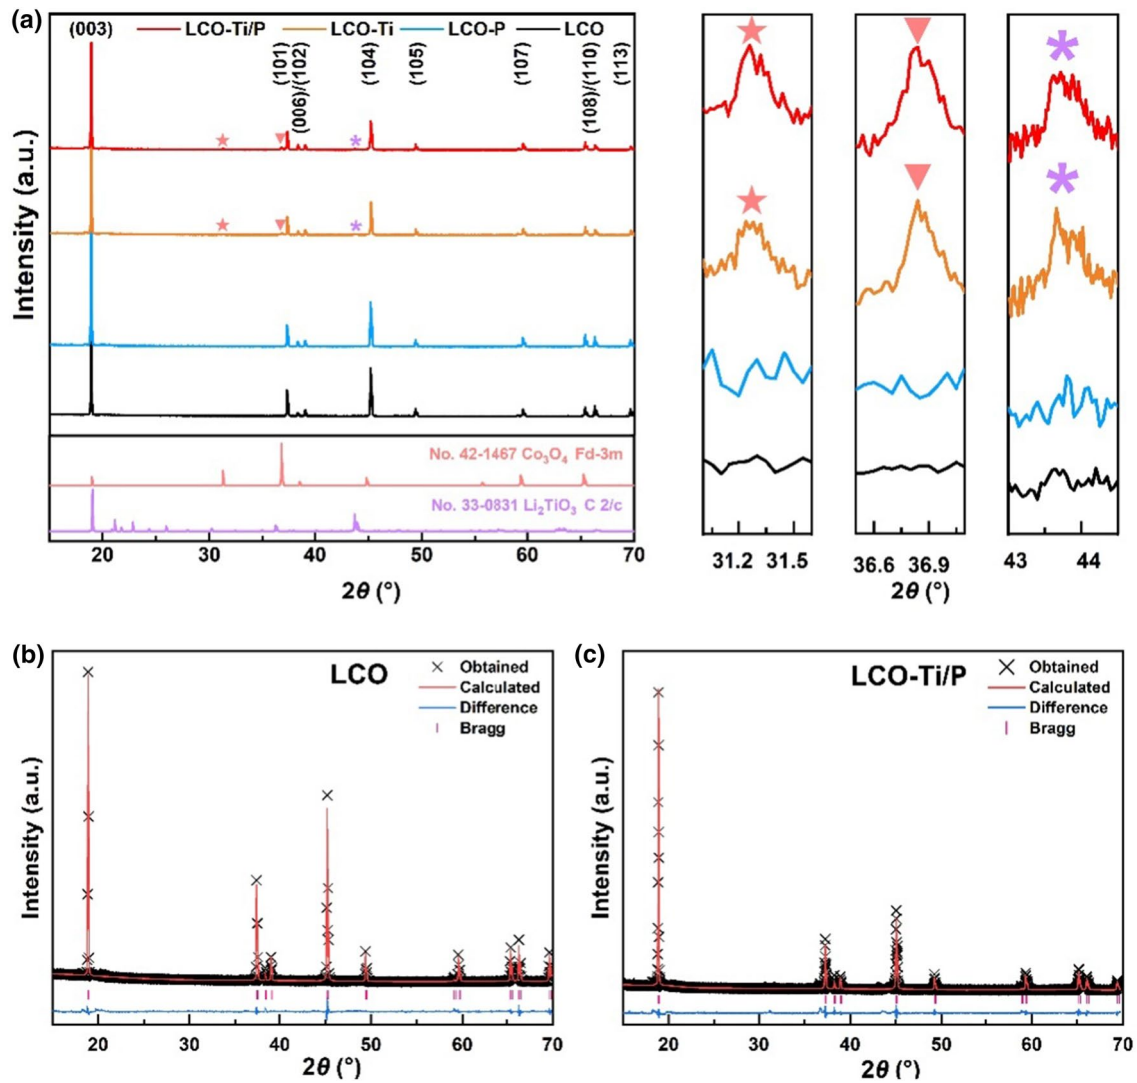 (a)
(003)
LCO-Ti/P
LCO-Ti
LCO-P
LCO
(101)
(006)/(102)
(104)
(105)
(107)
(108)/(110)
(113)
★ ▼ *
★ ▼ *
Intensity (a.u.)
No. 42-1467 Co₃O₄ Fd-3m
No. 33-0831 Li₂TiO₃ C 2/c
20 30 40 50 60 70
2θ (°)
★ ▼ *
★ ▼ *
31.2 31.5
36.6 36.9
43 44
2θ (°)
(b)
LCO
× Obtained
Calculated
Difference
Bragg
Intensity (a.u.)
20 30 40 50 60 70
2θ (°)
(c)
LCO-Ti/P
× Obtained
Calculated
Difference
Bragg
Intensity (a.u.)
20 30 40 50 60 70
2θ (°)